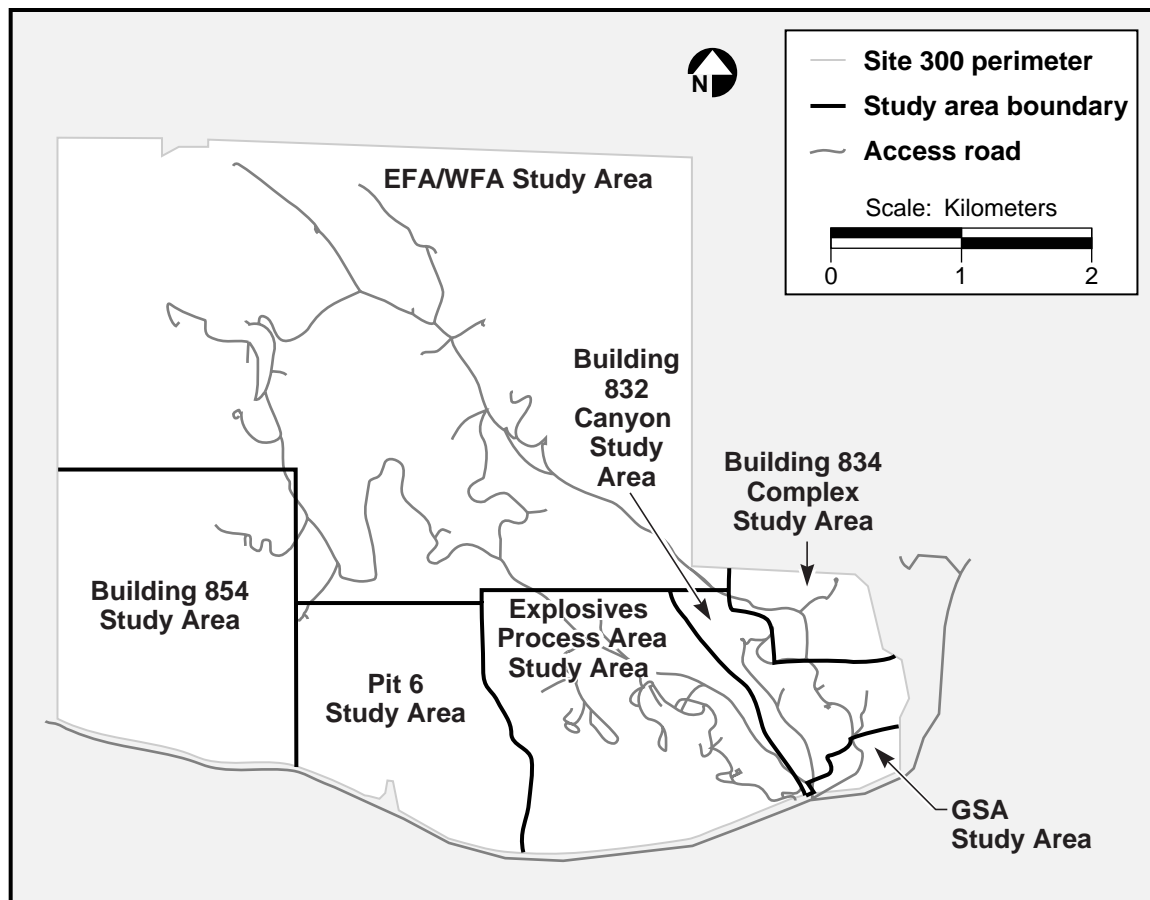 N
Site 300 perimeter
Study area boundary
Access road
Scale: Kilometers
0 1 2
EFA/WFA Study Area
Building
832
Canyon
Study
Area
Building 834
Complex
Study Area
Building 854
Study Area
Explosives
Process Area
Study Area
Pit 6
Study Area
GSA
Study Area